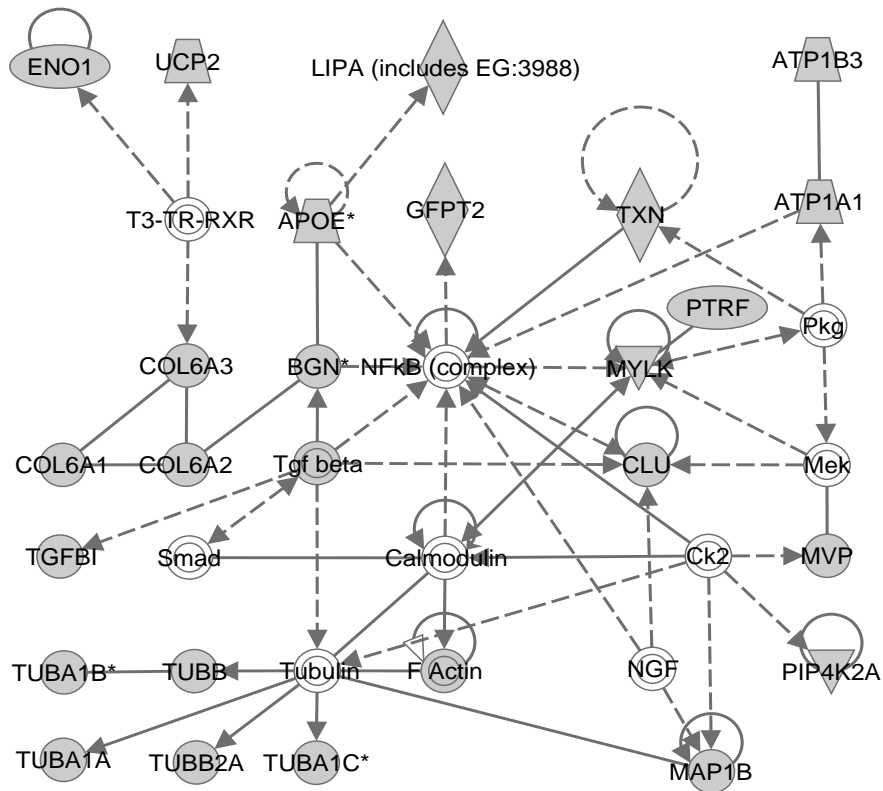 ENO1
UCP2
LIPA (includes EG:3988)
ATP1B3
T3-TR-RXR
APOE*
GFPT2
TXN
ATP1A1
PTRF
Pkg
COL6A3
BGN*
NFkB (complex)
MYLK
COL6A1
COL6A2
Tgf beta
CLU
Mek
TGFBI
Smad
Calmodulin
Ck2
MVP
TUBA1B*
TUBB
Tubulin
F Actin
NGF
PIP4K2A
TUBA1A
TUBB2A
TUBA1C*
MAP1B